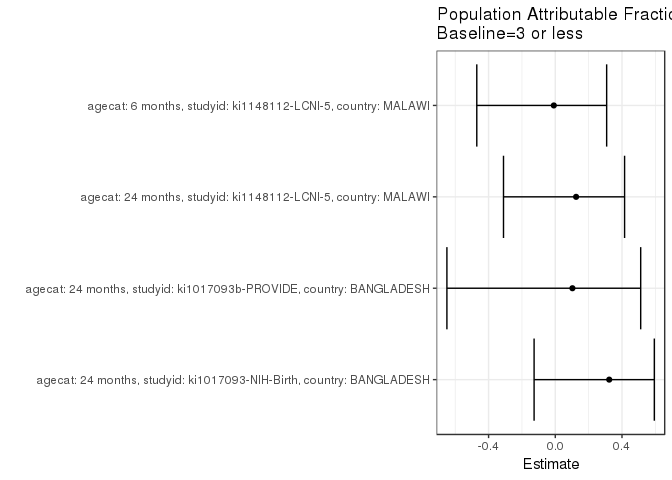 Population Attributable Fractio
Baseline=3 or less
agecat: 6 months, studyid: ki1148112-LCNI-5, country: MALAWI
agecat: 24 months, studyid: ki1148112-LCNI-5, country: MALAWI
agecat: 24 months, studyid: ki1017093b-PROVIDE, country: BANGLADESH
agecat: 24 months, studyid: ki1017093-NIH-Birth, country: BANGLADESH
-0.4 0.0 0.4
Estimate